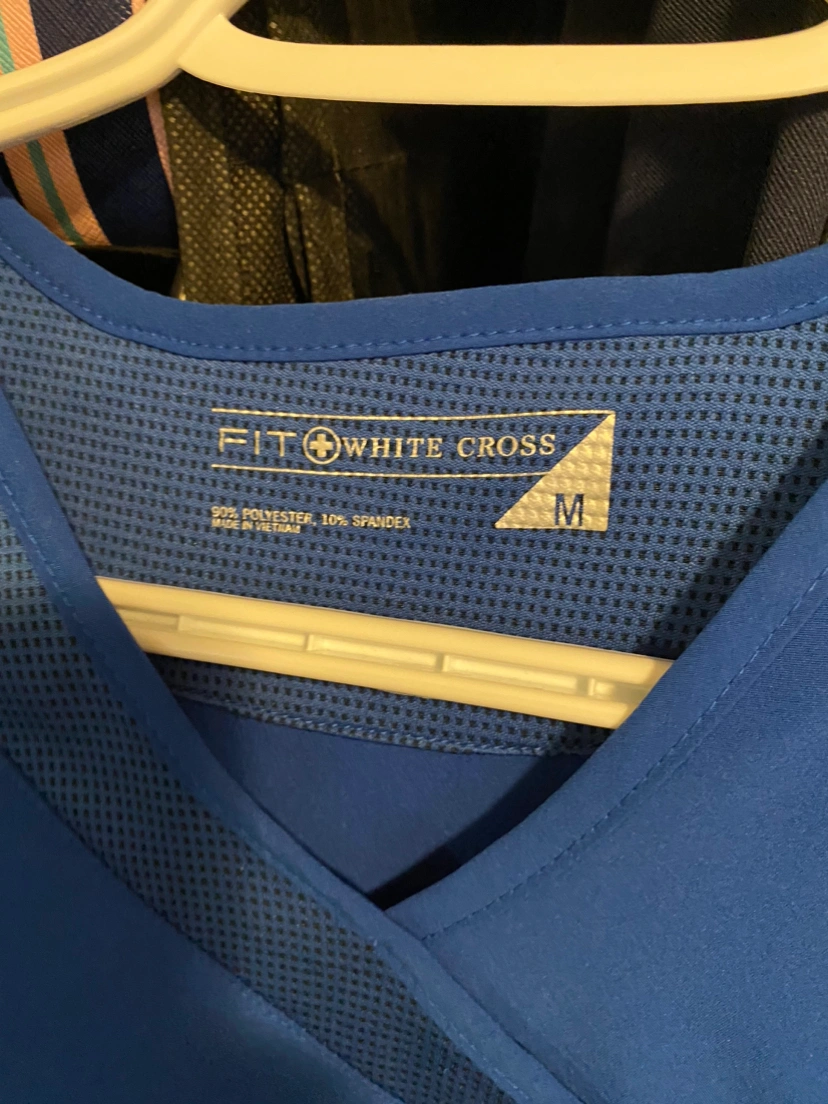 FIT WHITE CROSS
M
90% POLYESTER, 10% SPANDEX
MADE IN VIETNAM